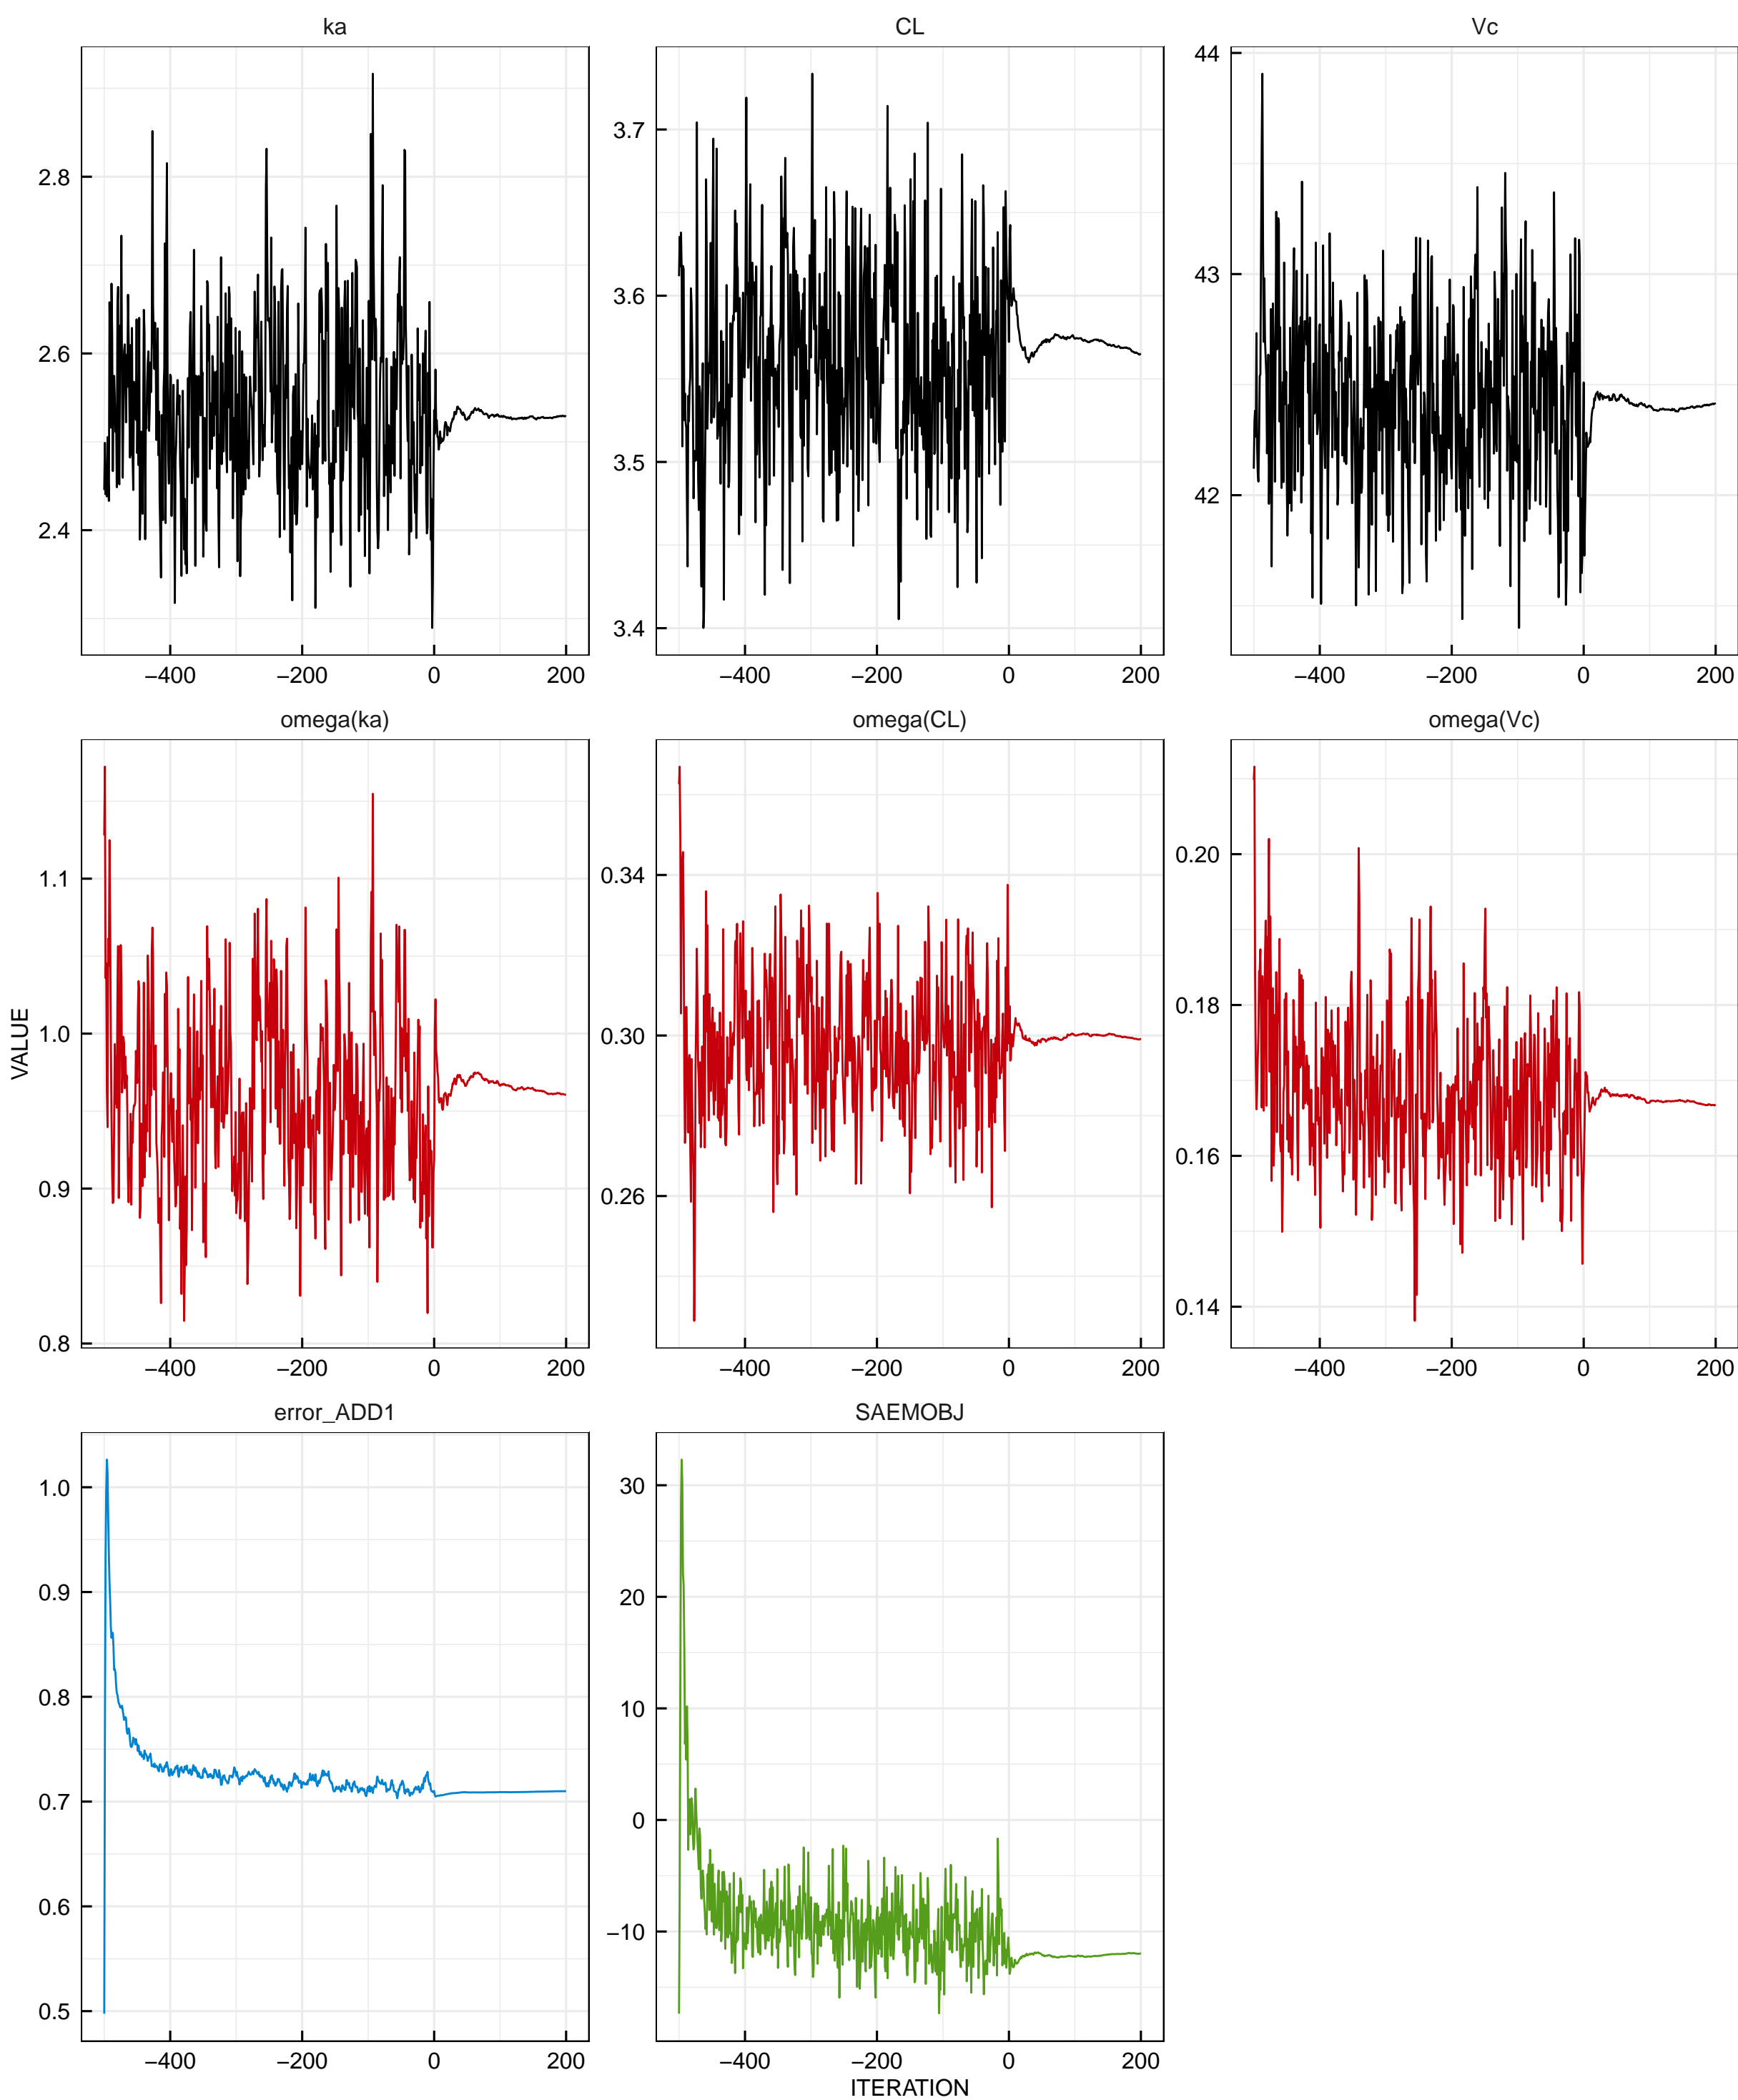 ka CL Vc
2.8
2.6
2.4
−400 −200 0 200
3.7
3.6
3.5
3.4
−400 −200 0 200
44
43
42
−400 −200 0 200
omega(ka) omega(CL) omega(Vc)
1.1
1.0
0.9
0.8
−400 −200 0 200
0.34
0.30
0.26
−400 −200 0 200
0.20
0.18
0.16
0.14
−400 −200 0 200
VALUE
error_ADD1 SAEMOBJ
1.0
0.9
0.8
0.7
0.6
0.5
−400 −200 0 200
30
20
10
0
−10
−400 −200 0 200
ITERATION